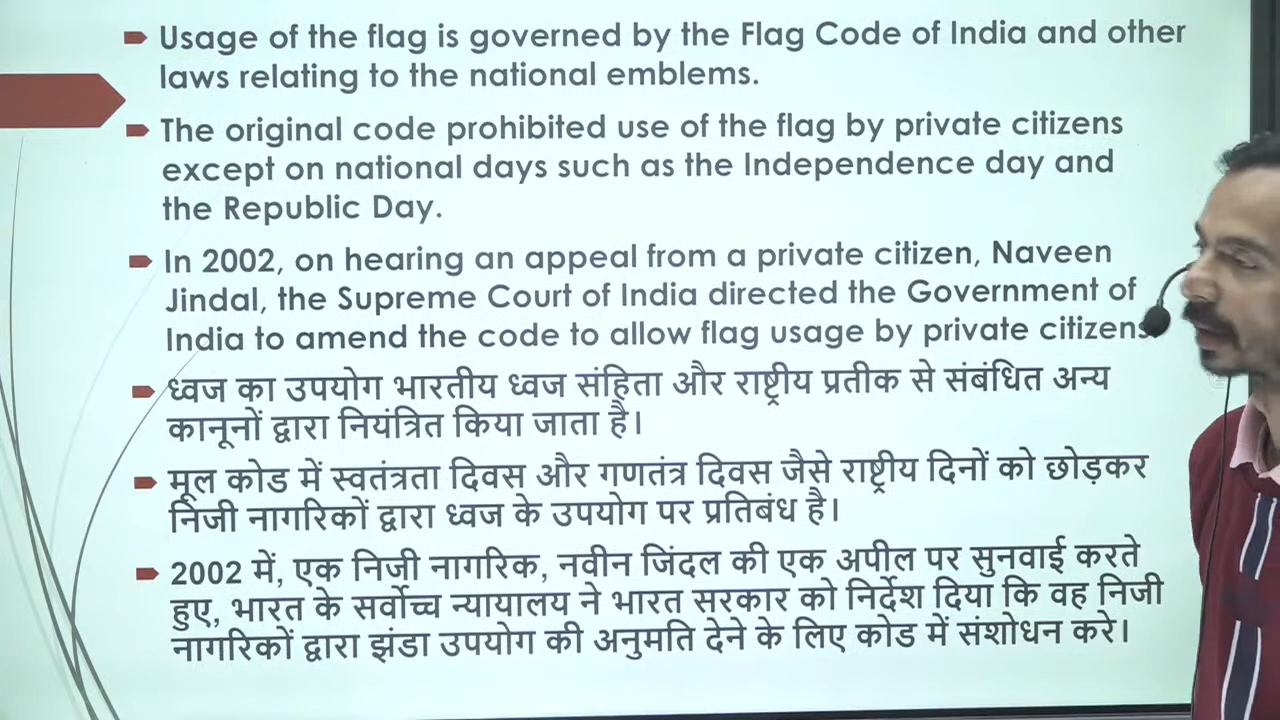 Usage of the flag is governed by the Flag Code of India and other
laws relating to the national emblems.
The original code prohibited use of the flag by private citizens
except on national days such as the Independence day and
the Republic Day.
In 2002, on hearing an appeal from a private citizen, Naveen
Jindal, the Supreme Court of India directed the Government of
India to amend the code to allow flag usage by private citizens.
ध्वज का उपयोग भारतीय ध्वज संहिता और राष्ट्रीय प्रतीक से संबंधित अन्य
कानूनों द्वारा नियंत्रित किया जाता है।
मूल कोड में स्वतंत्रता दिवस और गणतंत्र दिवस जैसे राष्ट्रीय दिनों को छोड़कर
निजी नागरिकों द्वारा ध्वज के उपयोग पर प्रतिबंध है।
2002 में, एक निजी नागरिक, नवीन जिंदल की एक अपील पर सुनवाई करते
हुए, भारत के सर्वोच्च न्यायालय ने भारत सरकार को निर्देश दिया कि वह निजी
नागरिकों द्वारा झंडा उपयोग की अनुमति देने के लिए कोड में संशोधन करे।